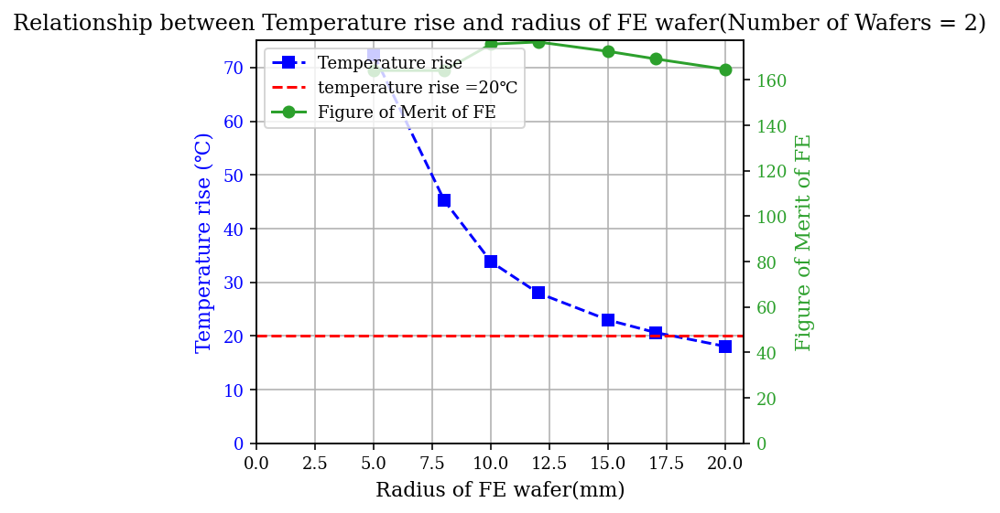 Relationship between Temperature rise and radius of FE wafer(Number of Wafers = 2)
Temperature rise
temperature rise =20℃
Figure of Merit of FE
Temperature rise (℃)
70
60
50
40
30
20
10
0
160
140
120
100
80
60
40
20
0
Figure of Merit of FE
0.0 2.5 5.0 7.5 10.0 12.5 15.0 17.5 20.0
Radius of FE wafer(mm)